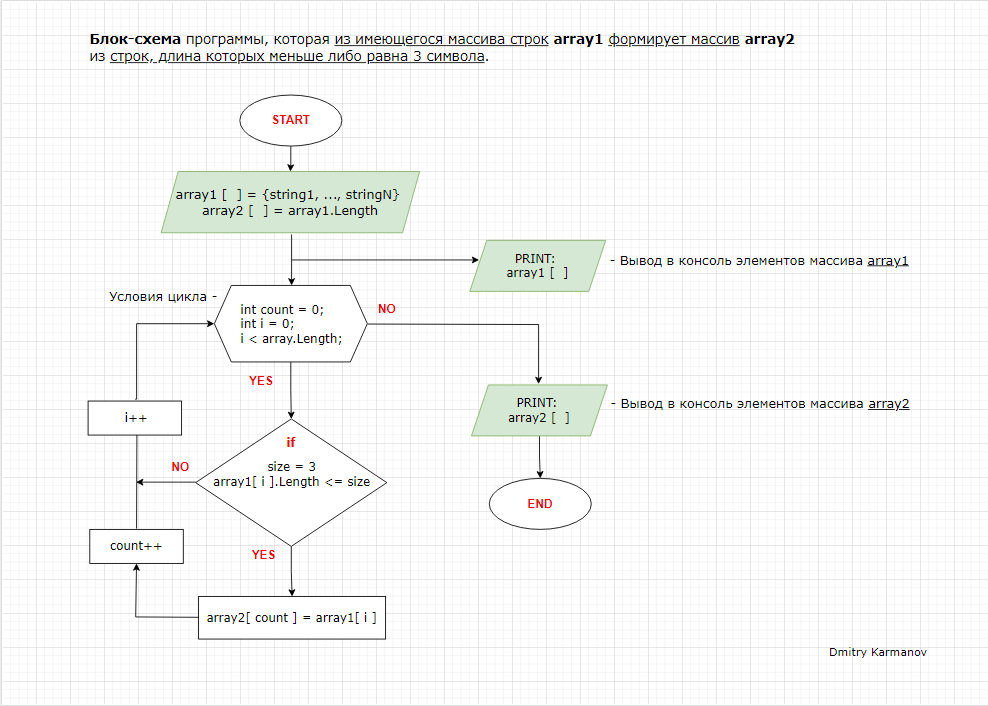 Блок-схема программы, которая из имеющегося массива строк array1 формирует массив array2
из строк, длина которых меньше либо равна 3 символа.
START
array1 [ ] = {string1, ..., stringN}
array2 [ ] = array1.Length
PRINT:
array1 [ ]
- Вывод в консоль элементов массива array1
Условия цикла -
int count = 0;
int i = 0;
i < array.Length;
NO
YES
PRINT:
array2 [ ]
- Вывод в консоль элементов массива array2
i++
if
size = 3
array1[ i ].Length <= size
NO
END
count++
YES
array2[ count ] = array1[ i ]
Dmitry Karmanov